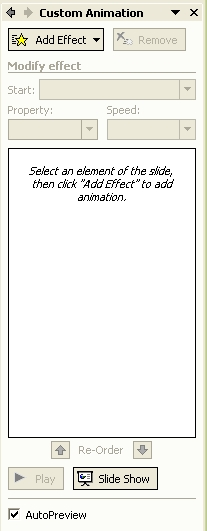 Custom Animation
Add Effect Remove
Modify effect
Start:
Property: Speed:
Select an element of the slide,
then click "Add Effect" to add
animation.
Re-Order
Play Slide Show
AutoPreview